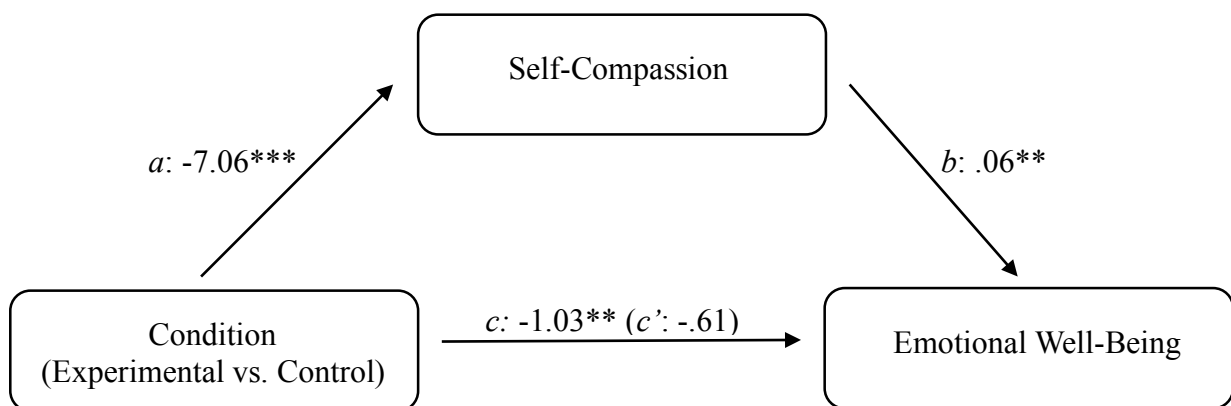 Self-Compassion
a: -7.06***
b: .06**
c: -1.03** (c’: -.61)
Condition
(Experimental vs. Control)
Emotional Well-Being